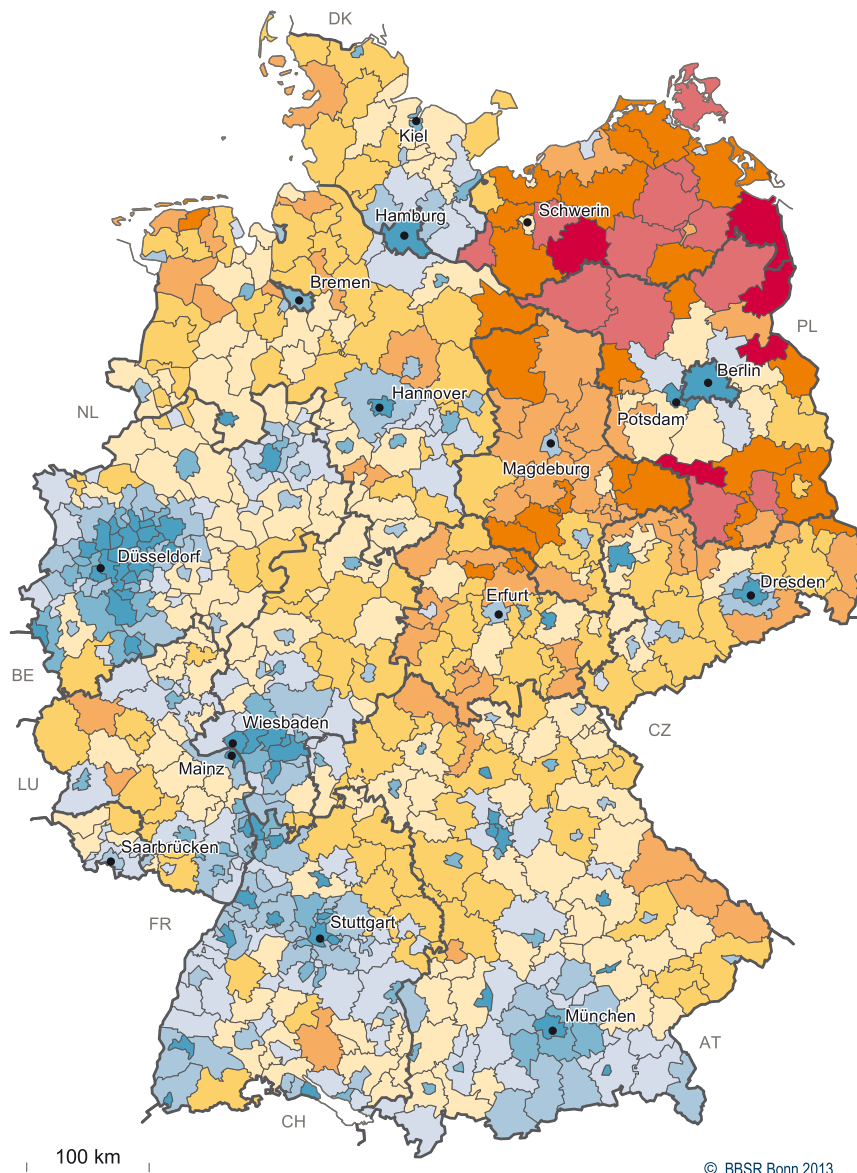 DK
Kiel
Schwerin
Hamburg
Bremen
PL
Berlin
Hannover
NL
Potsdam
Magdeburg
Düsseldorf
Dresden
Erfurt
BE
Wiesbaden
CZ
Mainz
LU
Saarbrücken
FR
Stuttgart
München
AT
CH
100 km
© BBSR Bonn 2013